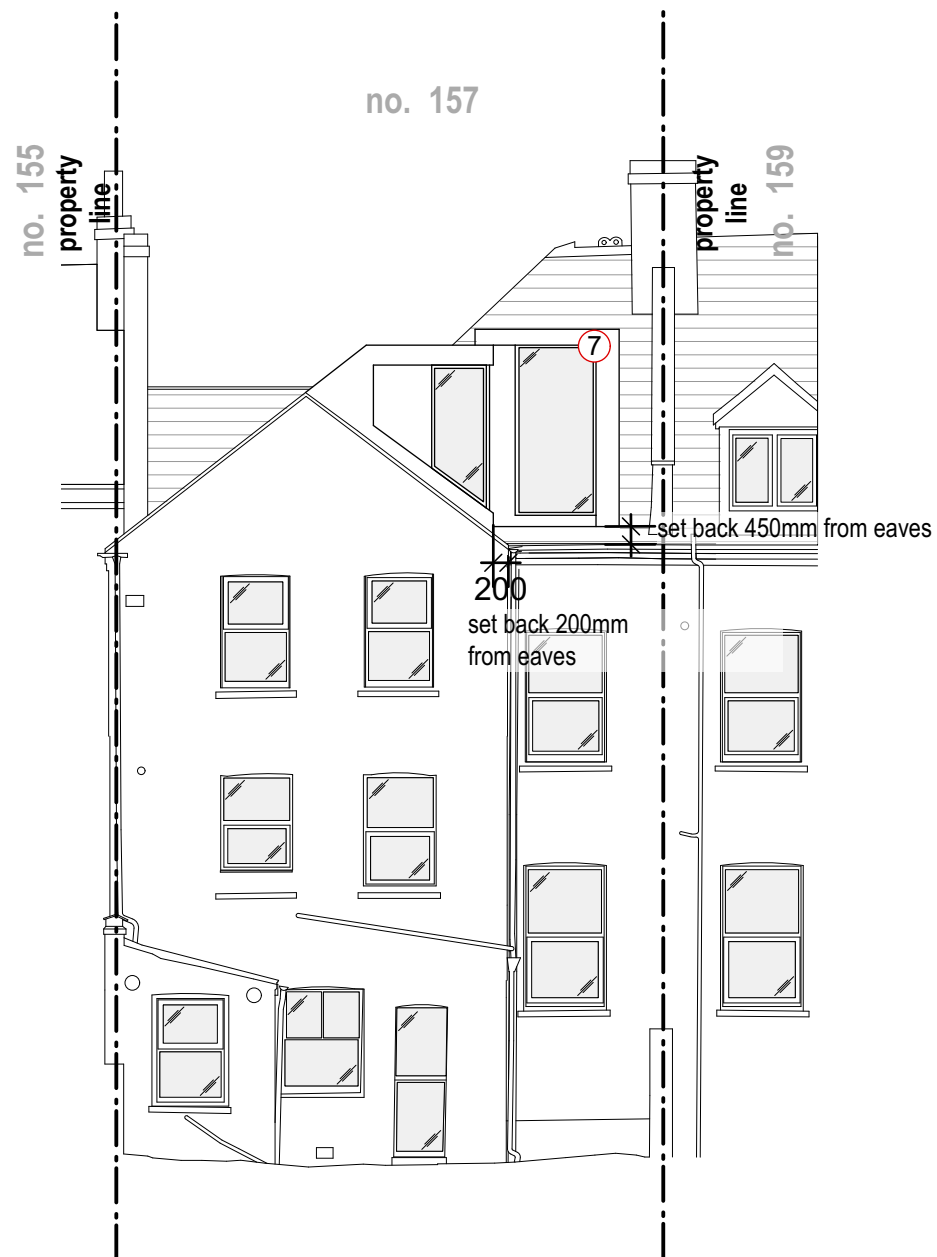 no. 157
no. 155
property
line
property
line
no. 159
7
set back 450mm from eaves
200
set back 200mm
from eaves